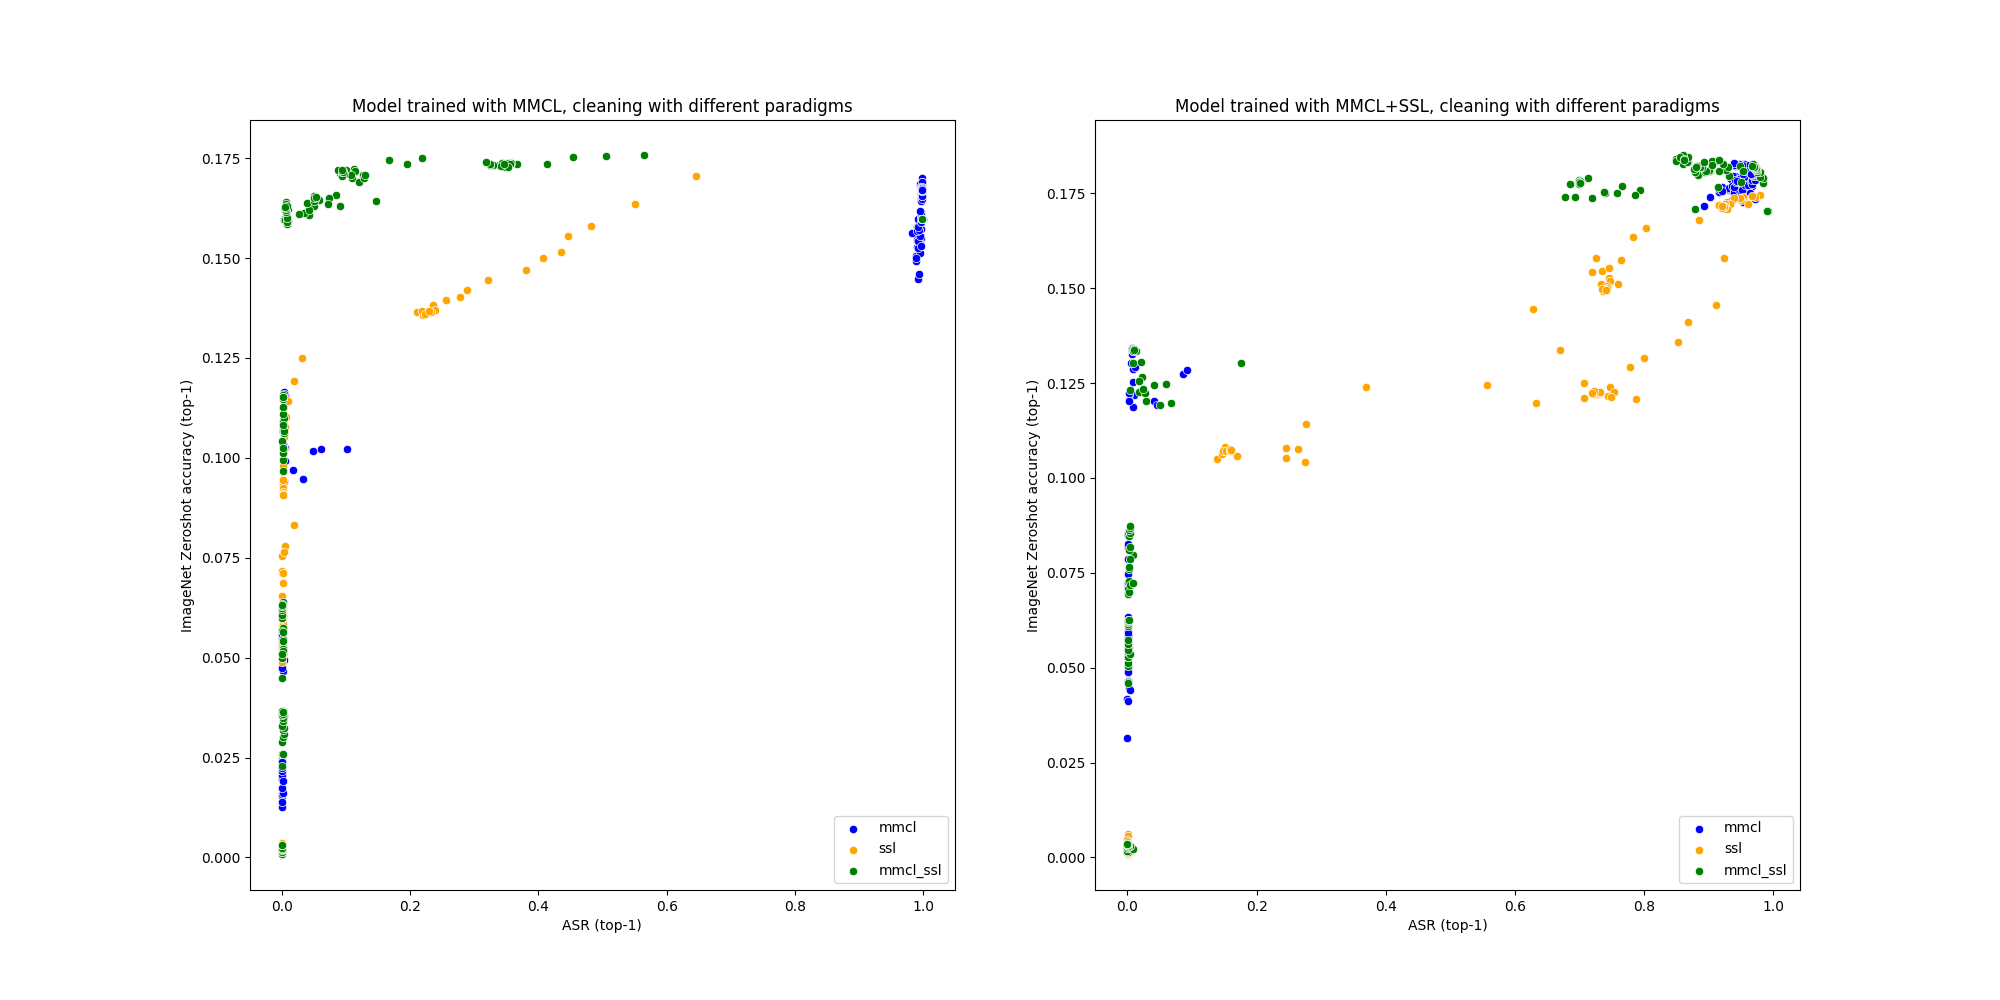 Model trained with MMCL, cleaning with different paradigms
ImageNet Zeroshot accuracy (top-1)
0.175
0.150
0.125
0.100
0.075
0.050
0.025
0.000
0.0 0.2 0.4 0.6 0.8 1.0
ASR (top-1)
mmcl
ssl
mmcl_ssl
Model trained with MMCL+SSL, cleaning with different paradigms
ImageNet Zeroshot accuracy (top-1)
0.175
0.150
0.125
0.100
0.075
0.050
0.025
0.000
0.0 0.2 0.4 0.6 0.8 1.0
ASR (top-1)
mmcl
ssl
mmcl_ssl